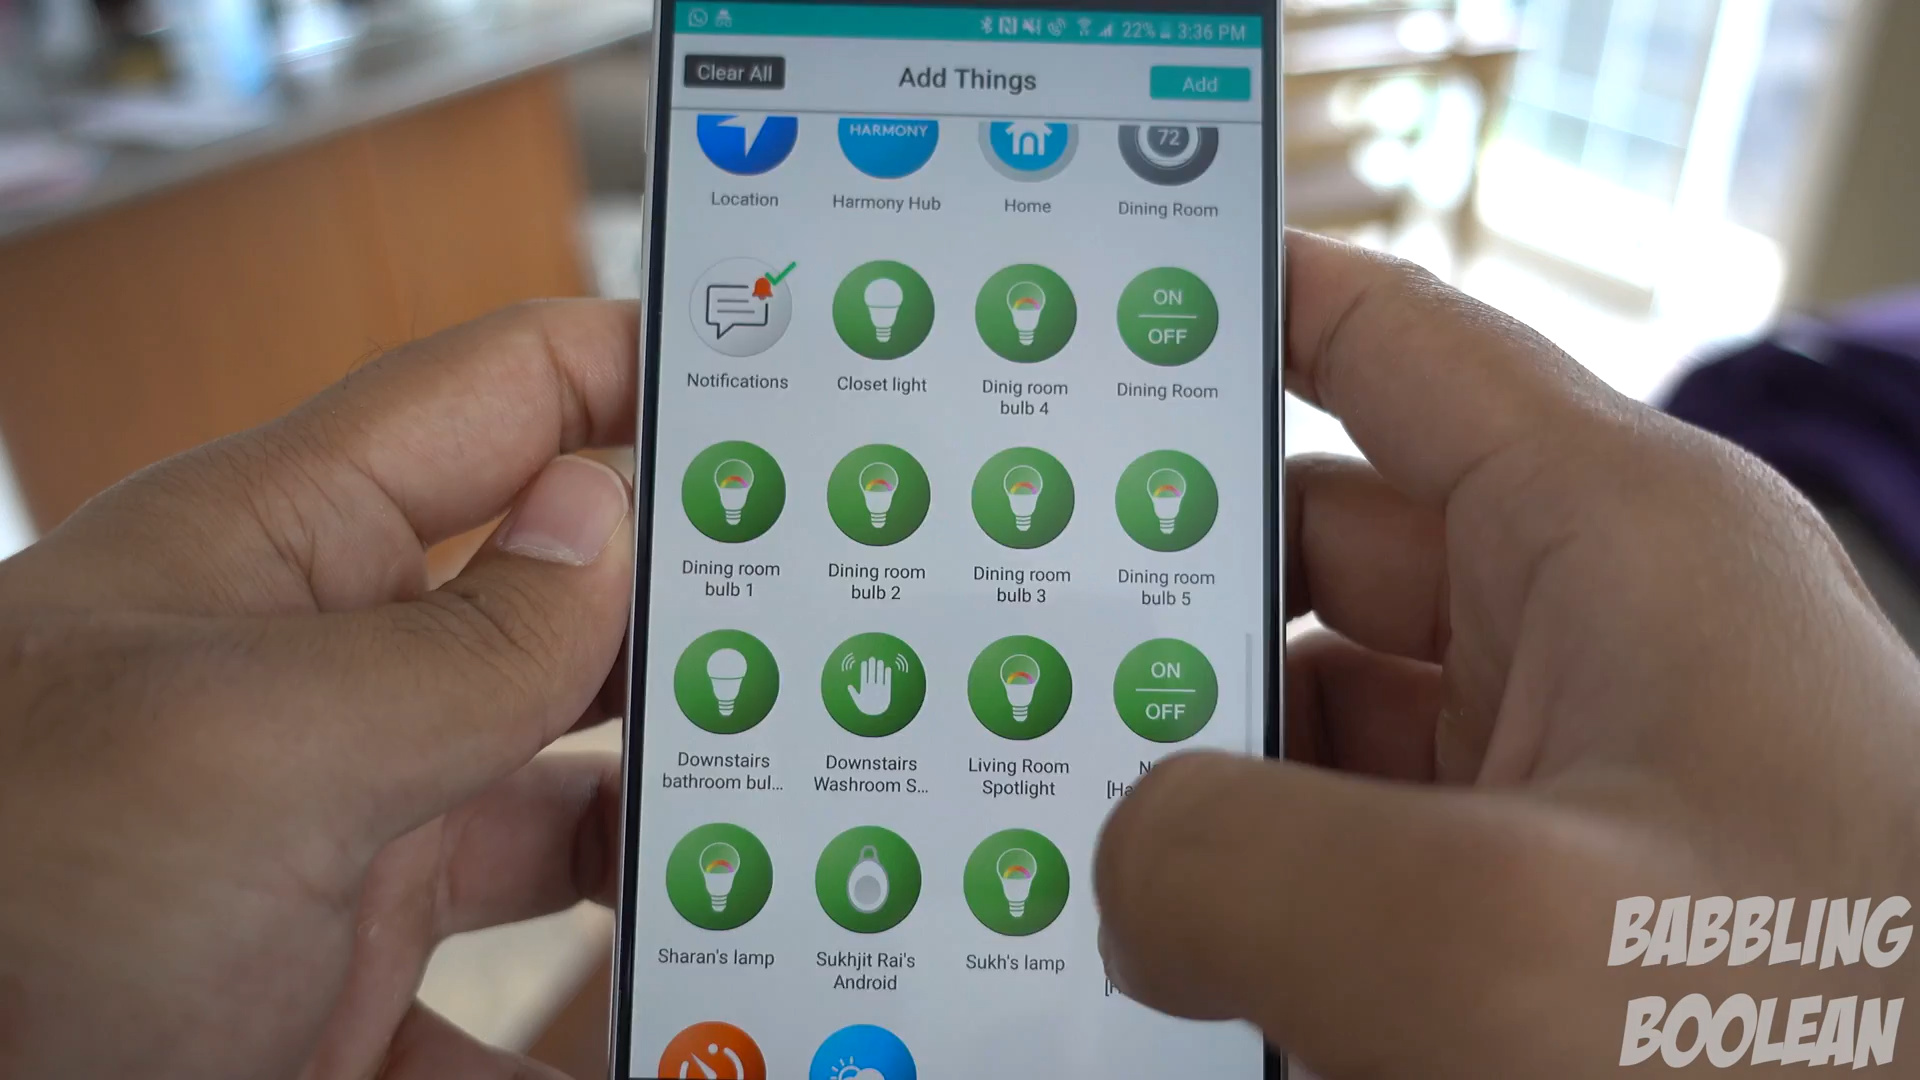 22% 3:36 PM
Clear All
Add Things
Add
HARMONY
72
Location
Harmony Hub
Home
Dining Room
ON
OFF
Notifications
Closet light
Dinig room
bulb 4
Dining Room
Dining room
bulb 1
Dining room
bulb 2
Dining room
bulb 3
Dining room
bulb 5
ON
OFF
Downstairs
bathroom bul...
Downstairs
Washroom S...
Living Room
Spotlight
Sharan's lamp
Sukhjit Rai's
Android
Sukh's lamp
BABBLING
BOOLEAN